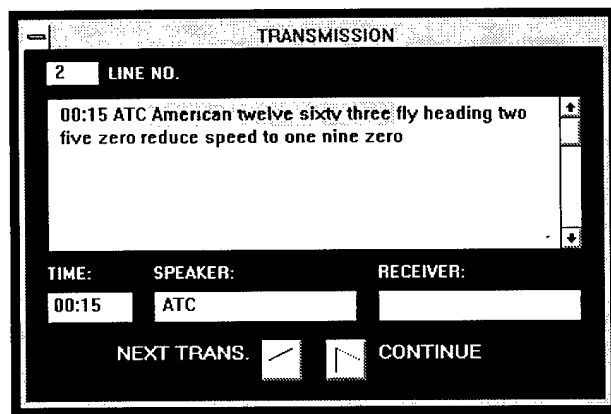 TRANSMISSION
2 LINE NO.
00:15 ATC American twelve sixty three fly heading two
five zero reduce speed to one nine zero
TIME: SPEAKER: RECEIVER:
00:15 ATC
NEXT TRANS. CONTINUE